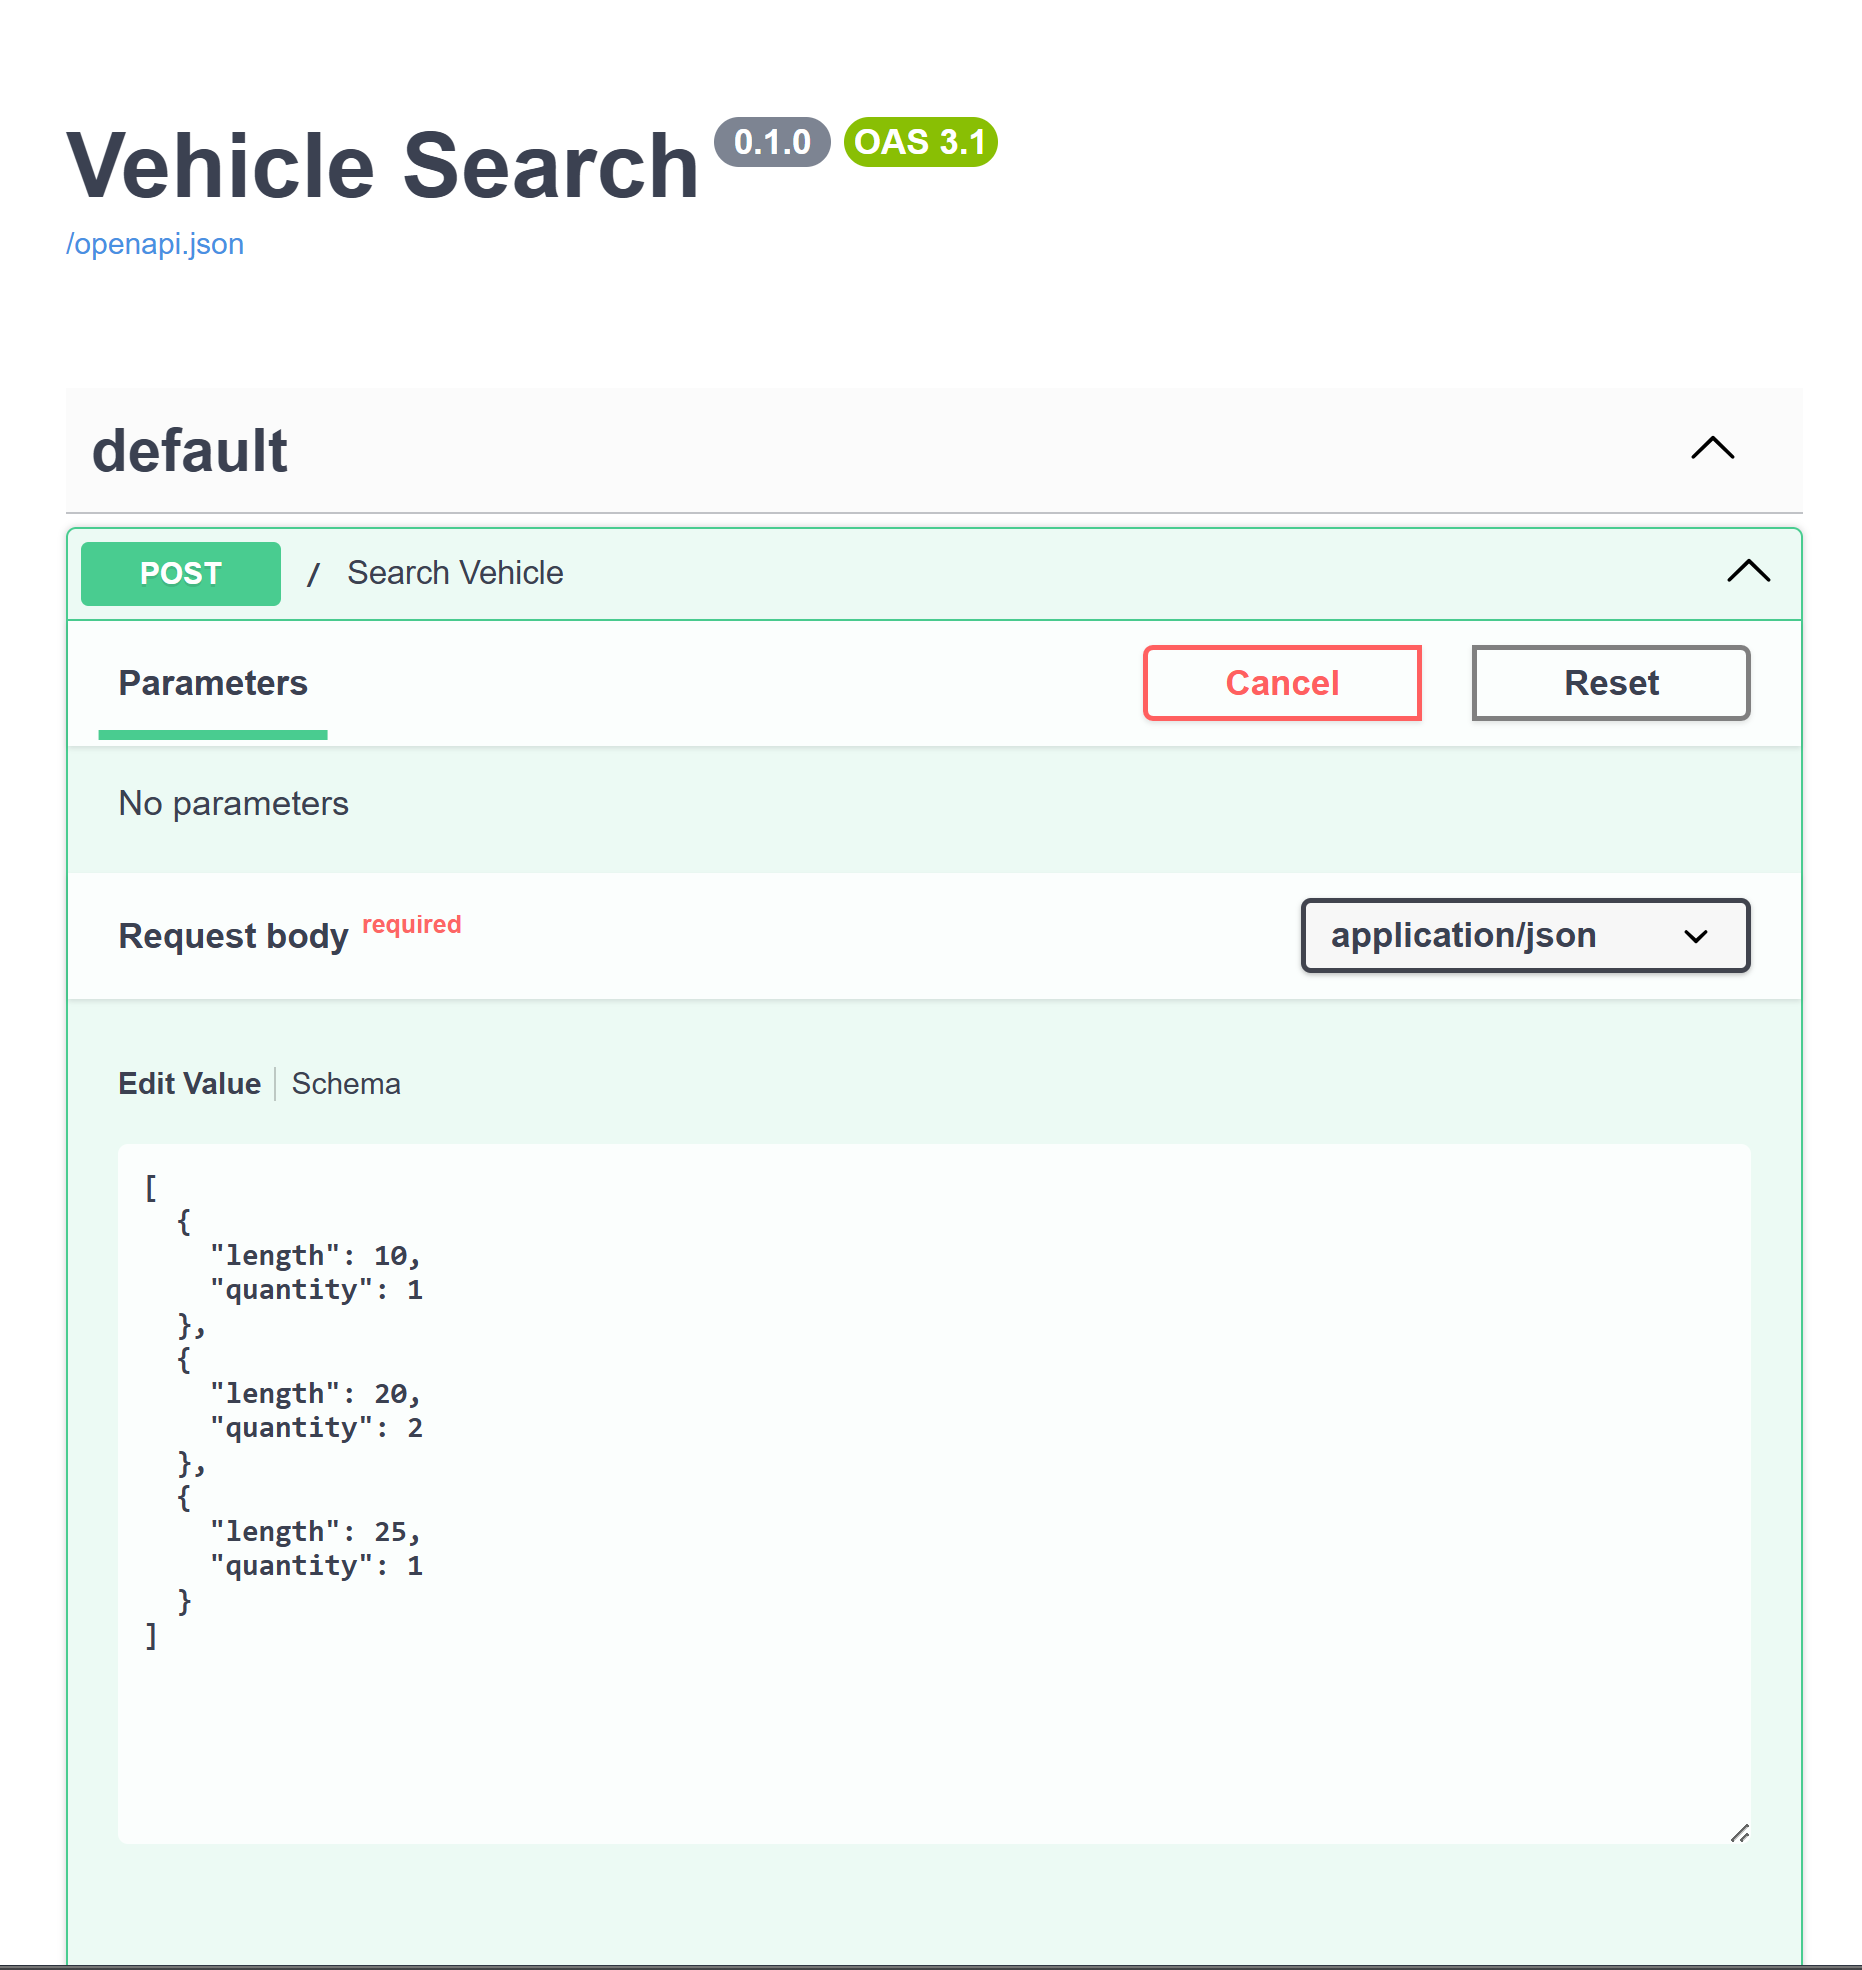 Vehicle Search 0.1.0 OAS 3.1
/openapi.json
default
POST / Search Vehicle
Parameters Cancel Reset
No parameters
Request body required application/json
Edit Value Schema
[
  {
    "length": 10,
    "quantity": 1
  },
  {
    "length": 20,
    "quantity": 2
  },
  {
    "length": 25,
    "quantity": 1
  }
]